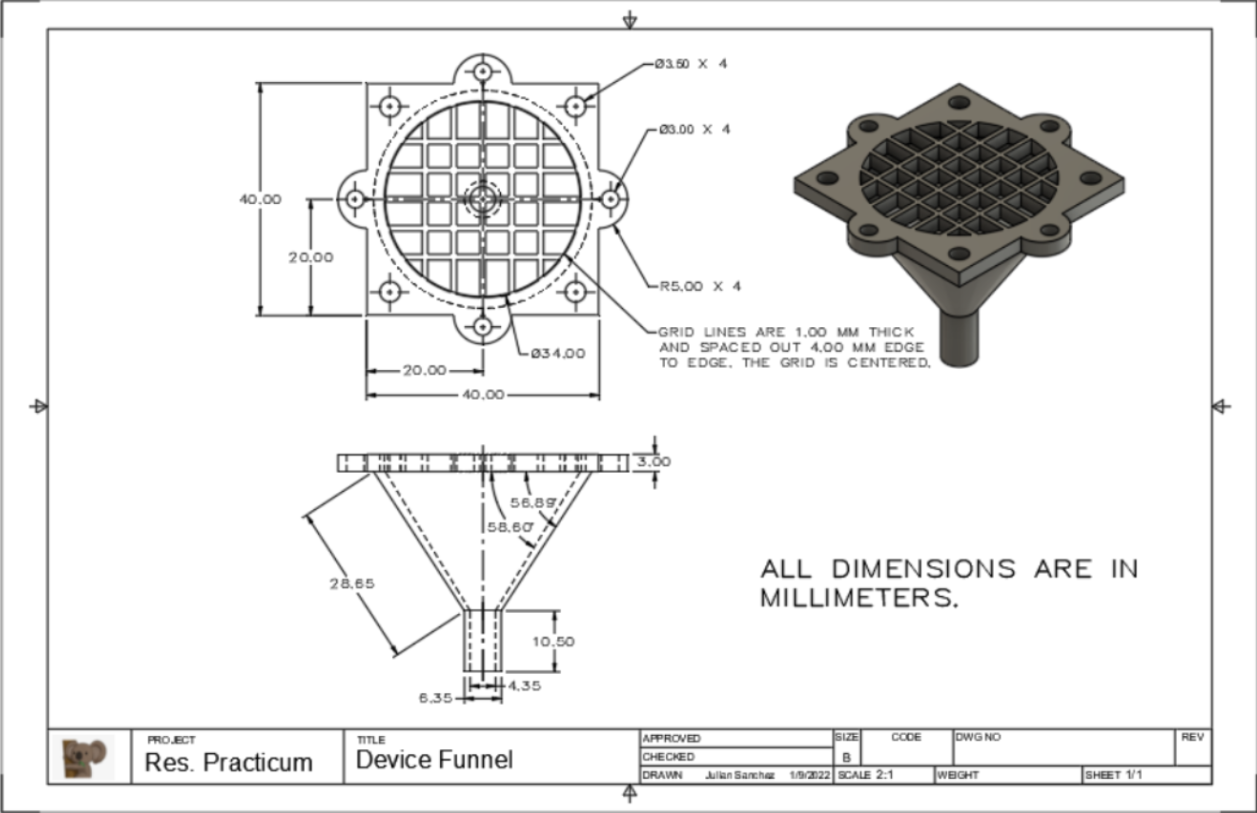 Ø3.50 X 4
Ø3.00 X 4
40.00
20.00
R5.00 X 4
GRID LINES ARE 1.00 MM THICK
AND SPACED OUT 4.00 MM EDGE
TO EDGE. THE GRID IS CENTERED.
Ø34.00
20.00
40.00
3.00
56.89°
58.60°
28.65
10.50
4.35
6.35
ALL DIMENSIONS ARE IN
MILLIMETERS.
PROJECT
Res. Practicum
TITLE
Device Funnel
APPROVED
CHECKED
DRAWN Julian Sanchez 1/9/2022
SIZE
B
CODE
DWG NO
REV
SCALE 2:1
WEIGHT
SHEET 1/1